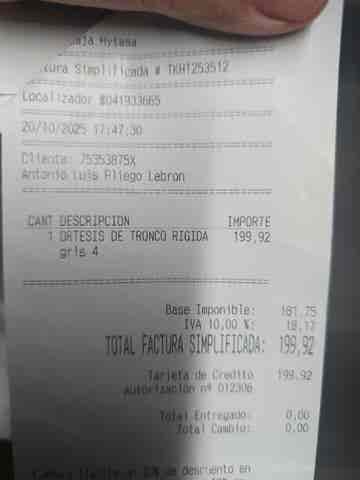 Hytasa
Simplificada # TKH1253512
Localizador #041933665
20/10/2025 17:47:30
Cliente: 75353875X
Antonio Luis Pliego Lebron
CANT DESCRIPCION IMPORTE
1 ORTESIS DE TRONCO RIGIDA 199,92
gris 4
Base Imponible: 181.75
IVA 10,00 %: 18,17
TOTAL FACTURA SIMPLIFICADA: 199,92
Tarjeta de Credito 199.92
autorización nº 012306
Total Entregado: 0,00
Total Cambio: 0,00
de descuento en